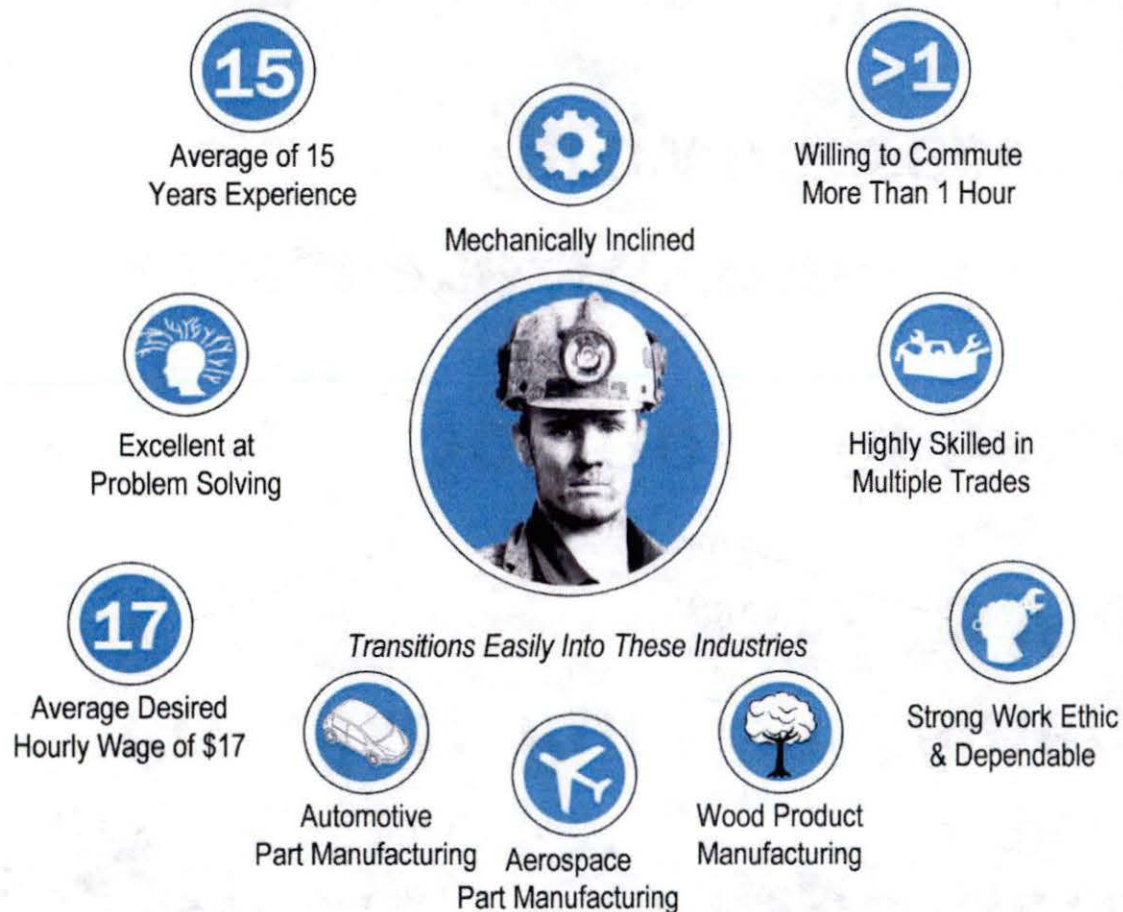 15
Average of 15
Years Experience
Mechanically Inclined
>1
Willing to Commute
More Than 1 Hour
Excellent at
Problem Solving
Highly Skilled in
Multiple Trades
17
Average Desired
Hourly Wage of $17
Transitions Easily Into These Industries
Strong Work Ethic
& Dependable
Automotive
Part Manufacturing
Aerospace
Part Manufacturing
Wood Product
Manufacturing